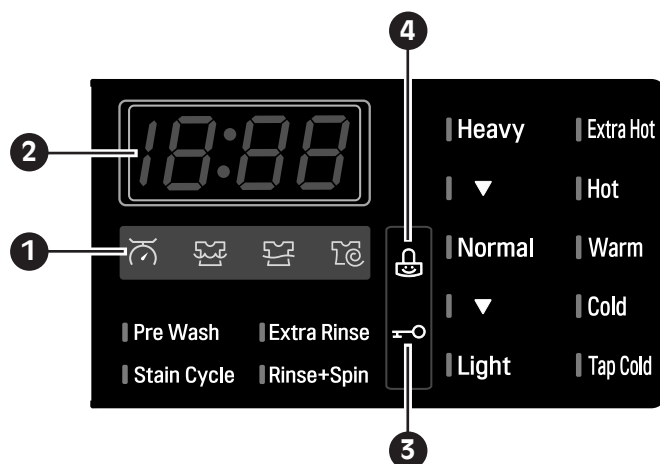 4
2
18:88
1
Pre Wash
Extra Rinse
Stain Cycle
Rinse+Spin
3
Heavy
Normal
Light
Extra Hot
Hot
Warm
Cold
Tap Cold